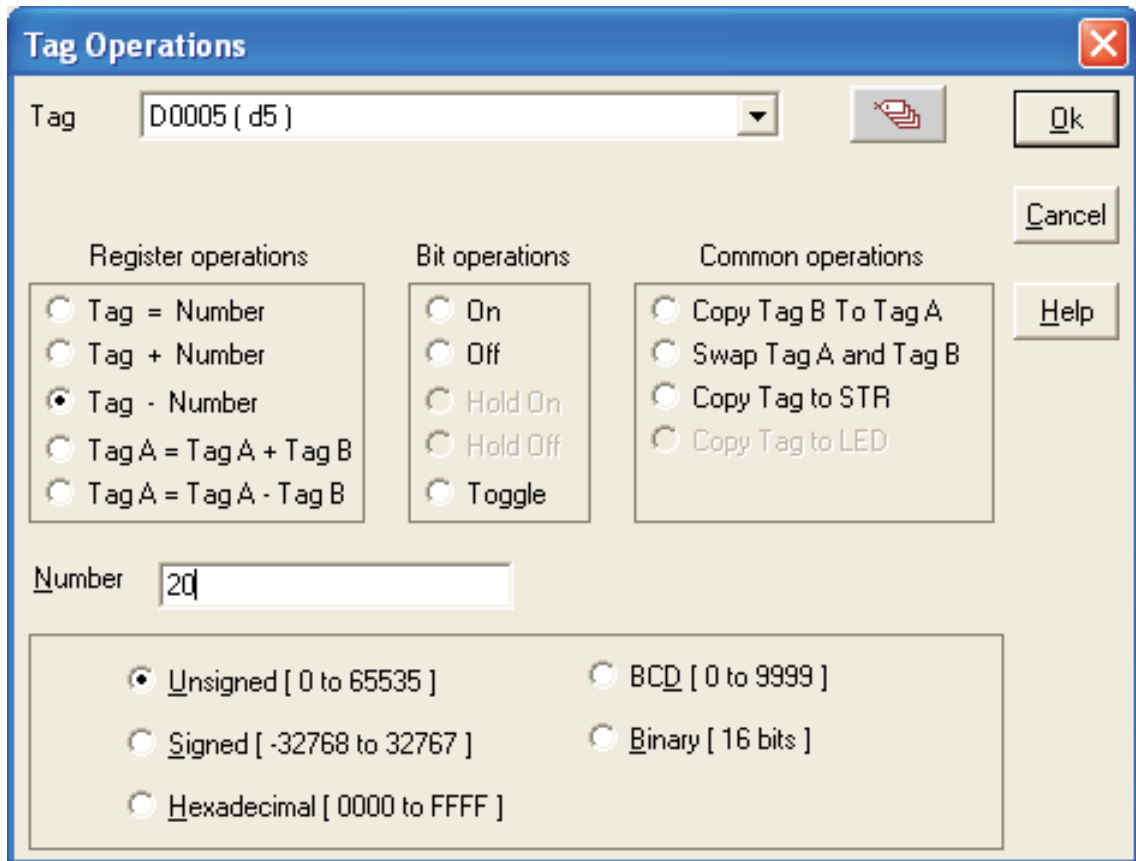 Tag Operations
Tag D0005 ( d5 ) Ok
Cancel
Register operations Bit operations Common operations
Tag = Number On Copy Tag B To Tag A Help
Tag + Number Off Swap Tag A and Tag B
Tag - Number Hold On Copy Tag to STR
Tag A = Tag A + Tag B Hold Off Copy Tag to LED
Tag A = Tag A - Tag B Toggle
Number 20
Unsigned [ 0 to 65535 ] BCD [ 0 to 9999 ]
Signed [ -32768 to 32767 ] Binary [ 16 bits ]
Hexadecimal [ 0000 to FFFF ]